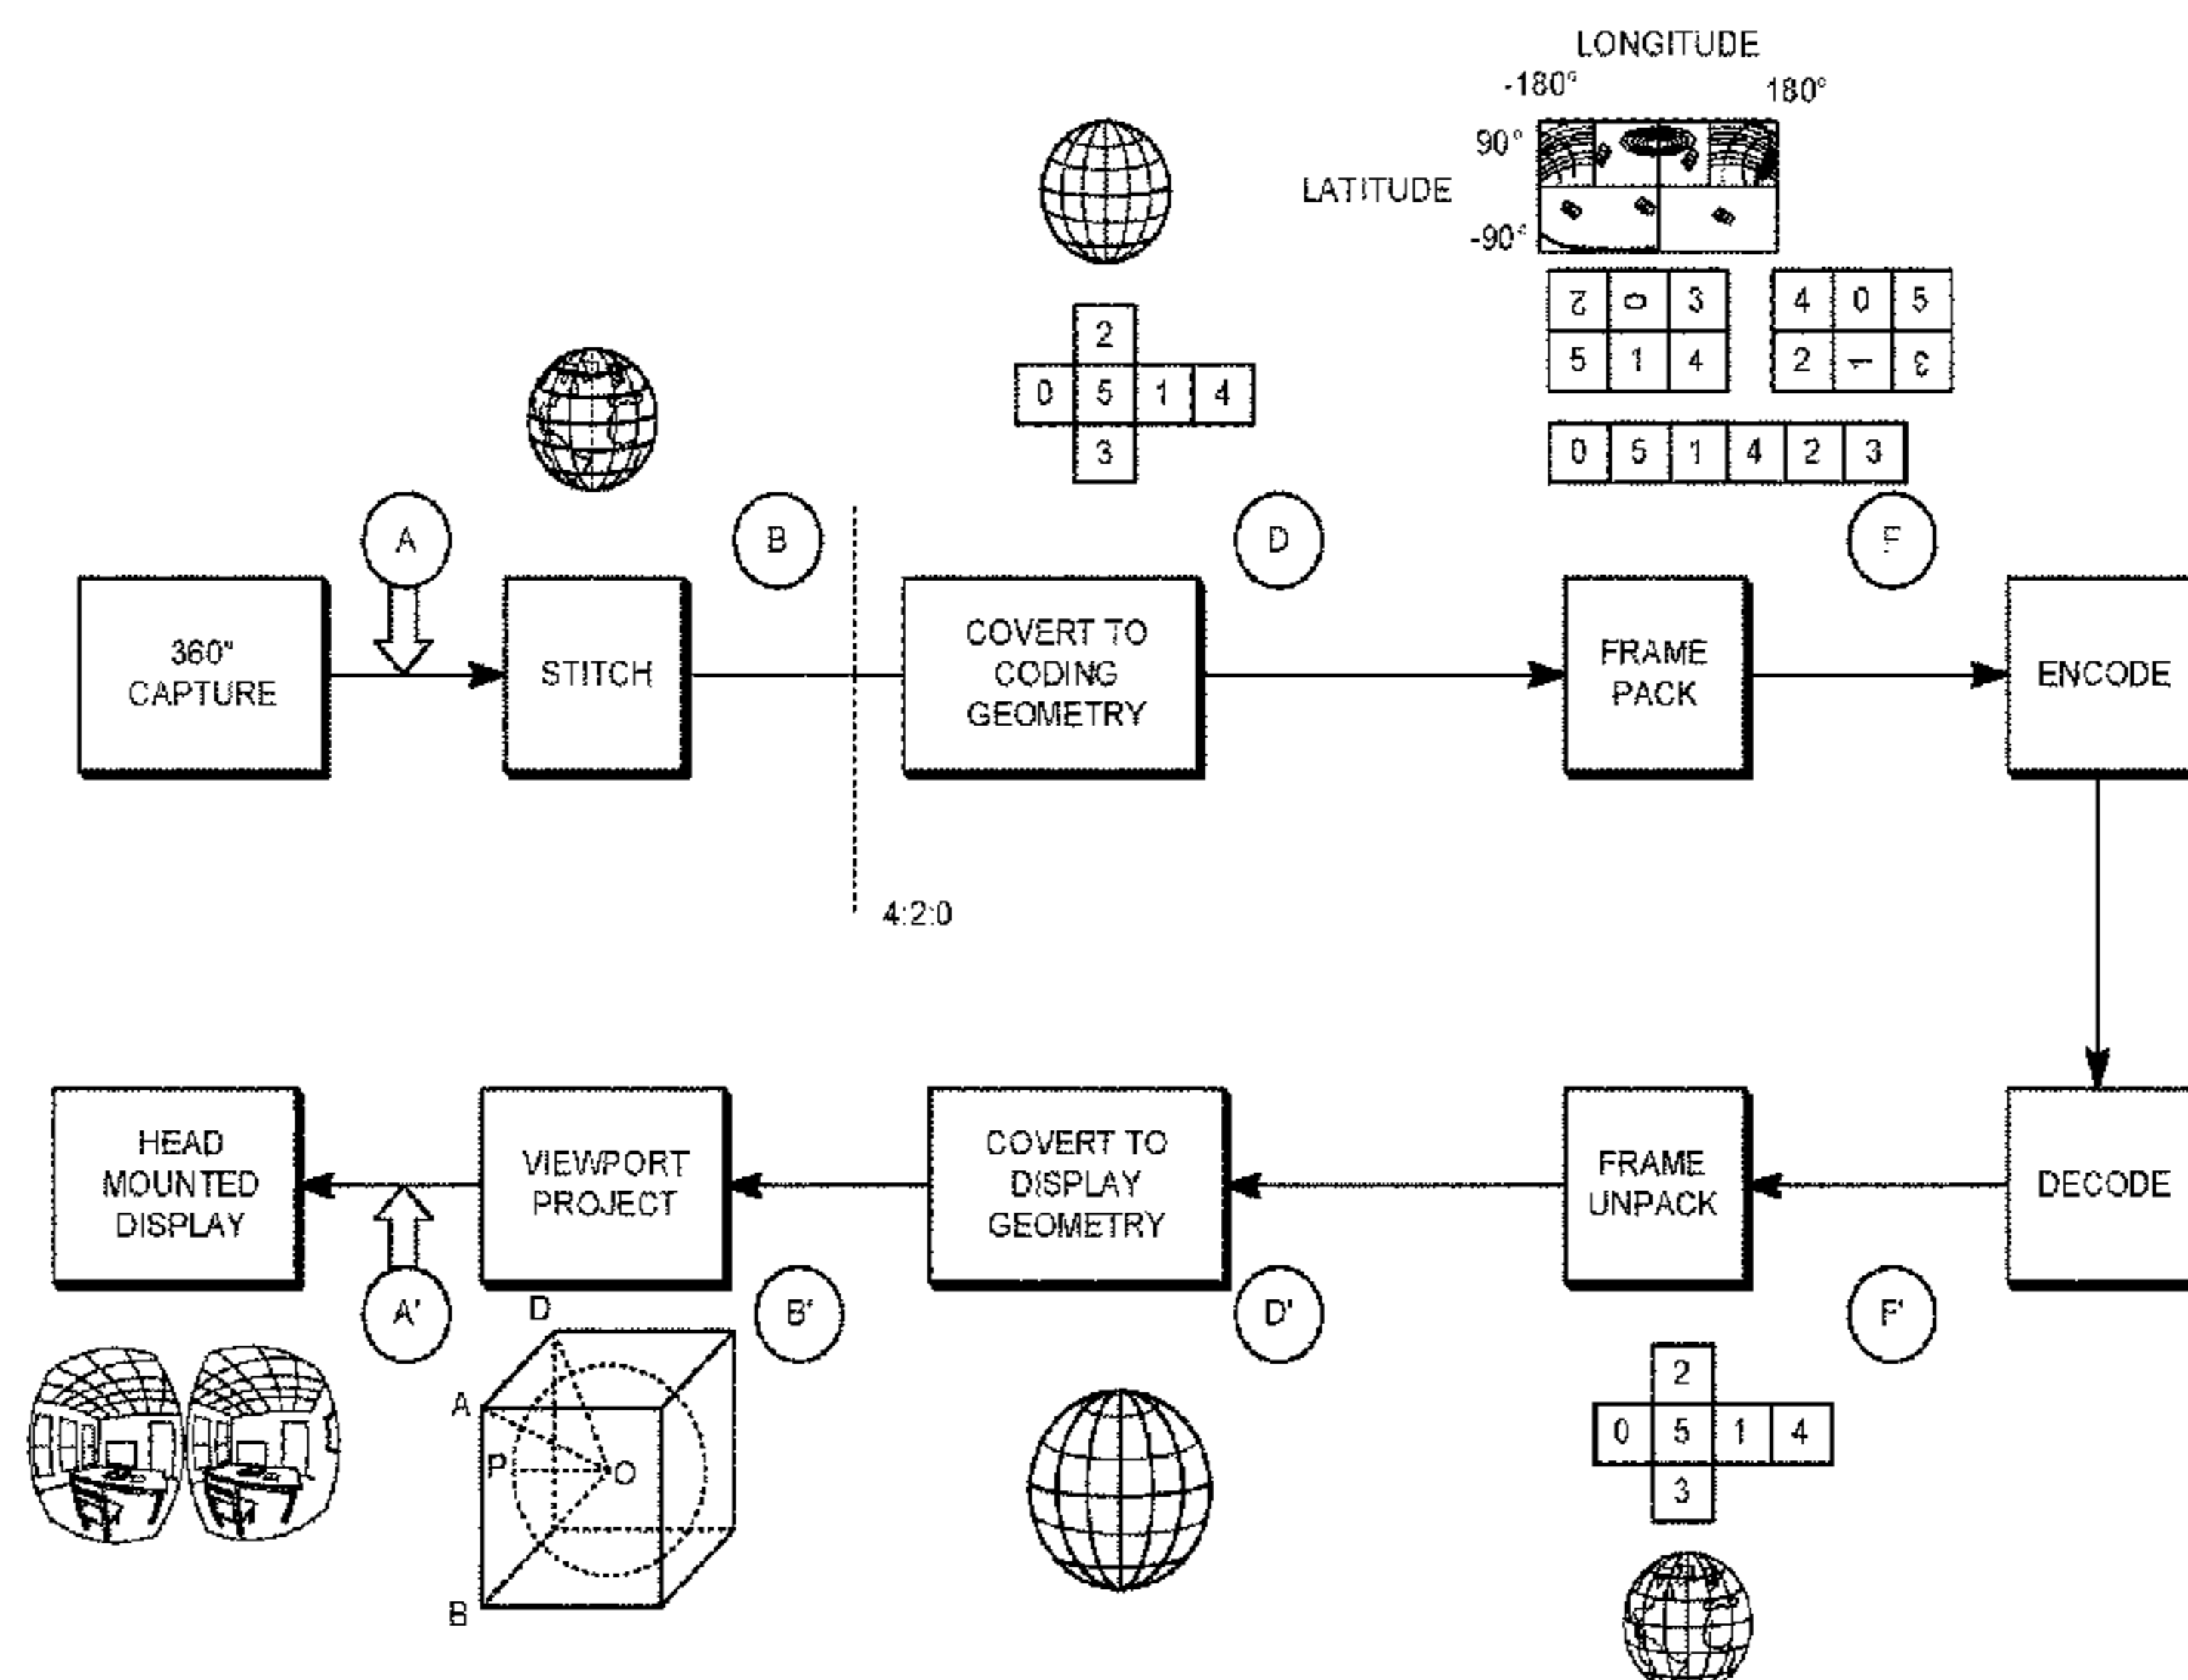 LONGITUDE
-180° 180°
90°
LATITUDE
-90°
2 0 3
5 1 4
4 0 5
2 1 3
0 5 1 4 2 3
2
0 5 1 4
3
A
B
D
F
360°
CAPTURE
STITCH
COVERT TO
CODING
GEOMETRY
FRAME
PACK
ENCODE
4:2:0
HEAD
MOUNTED
DISPLAY
VIEWPORT
PROJECT
COVERT TO
DISPLAY
GEOMETRY
FRAME
UNPACK
DECODE
A'
B'
D'
F'
D
A
P
O
B
2
0 5 1 4
3